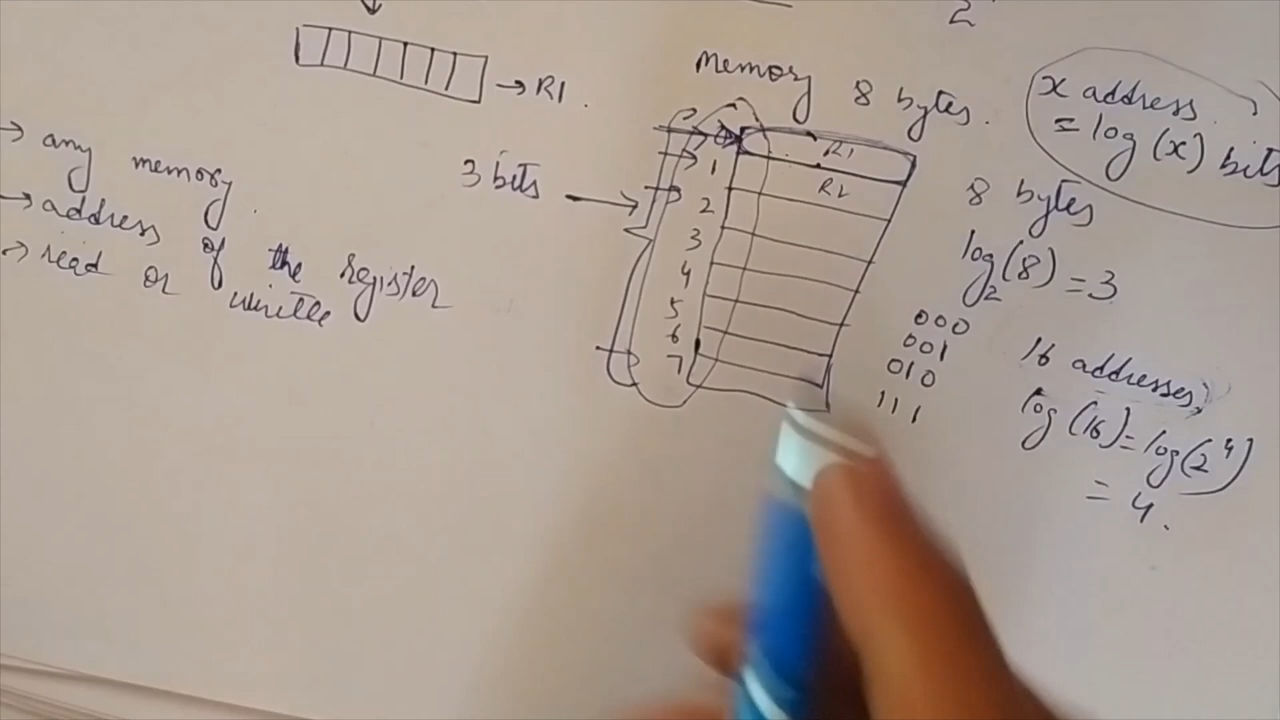 2
→ R1.
→ any memory.
→ address of the register
→ read or writte
memory 8 bytes.
3 bits →
0 R1
1 R2
2
3
4
5
6
7
x address
= log(x) bits
8 bytes
log₂(8) = 3
000
001
010
111
16 addresses,
log(16) = log(2⁴)
= 4.